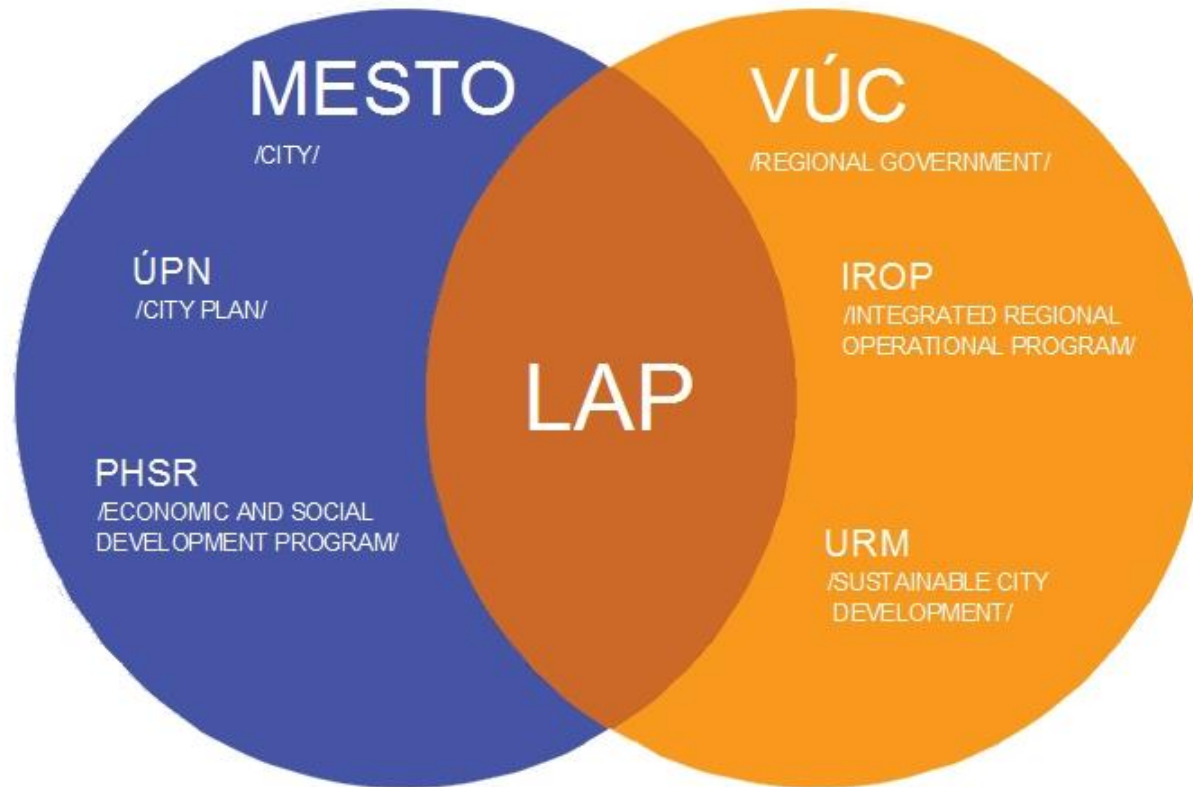 MESTO
/CITY/
ÚPN
/CITY PLAN/
PHSR
/ECONOMIC AND SOCIAL
DEVELOPMENT PROGRAM/
LAP
VÚC
/REGIONAL GOVERNMENT/
IROP
/INTEGRATED REGIONAL
OPERATIONAL PROGRAM/
URM
/SUSTAINABLE CITY
DEVELOPMENT/